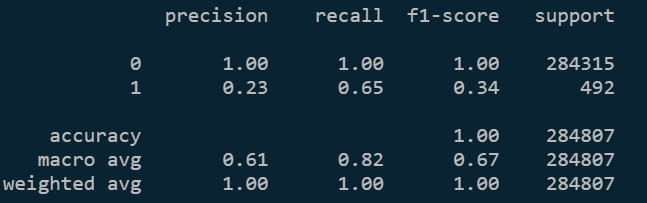 precision recall f1-score support
0 1.00 1.00 1.00 284315
1 0.23 0.65 0.34 492
accuracy 1.00 284807
macro avg 0.61 0.82 0.67 284807
weighted avg 1.00 1.00 1.00 284807